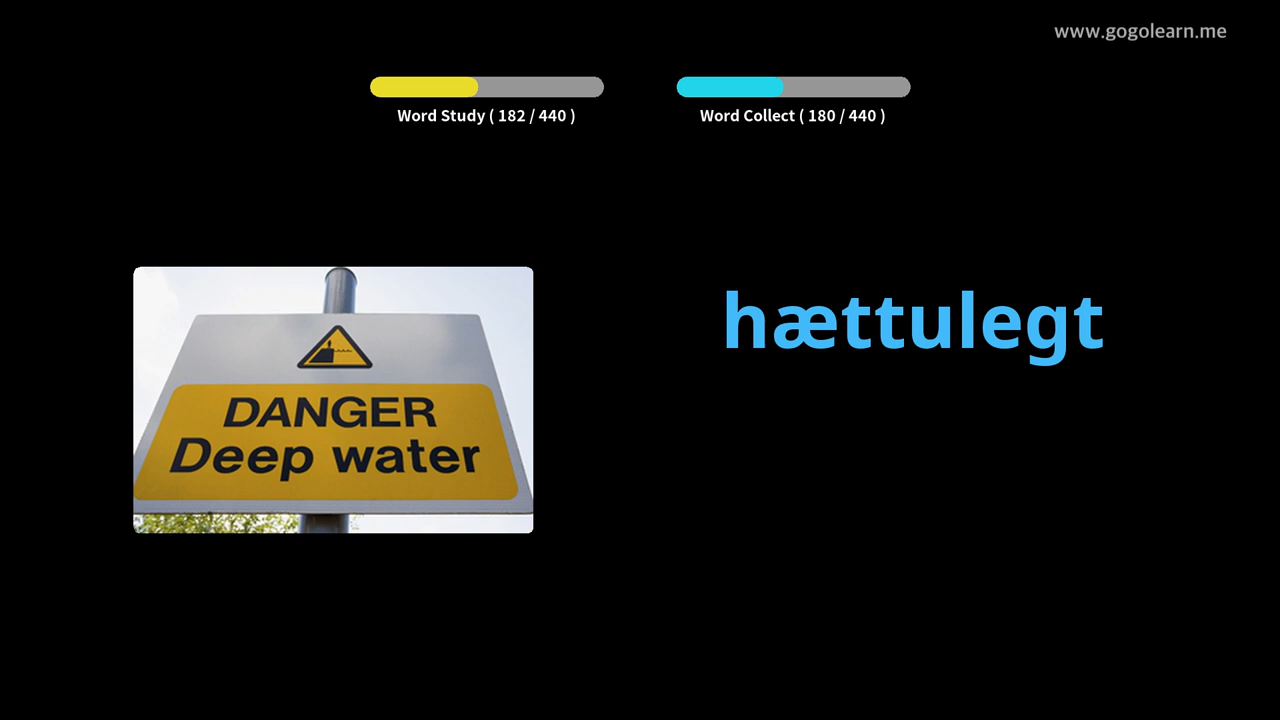 www.gogolearn.me
Word Study ( 182 / 440 )
Word Collect ( 180 / 440 )
hættulegt
DANGER
Deep water